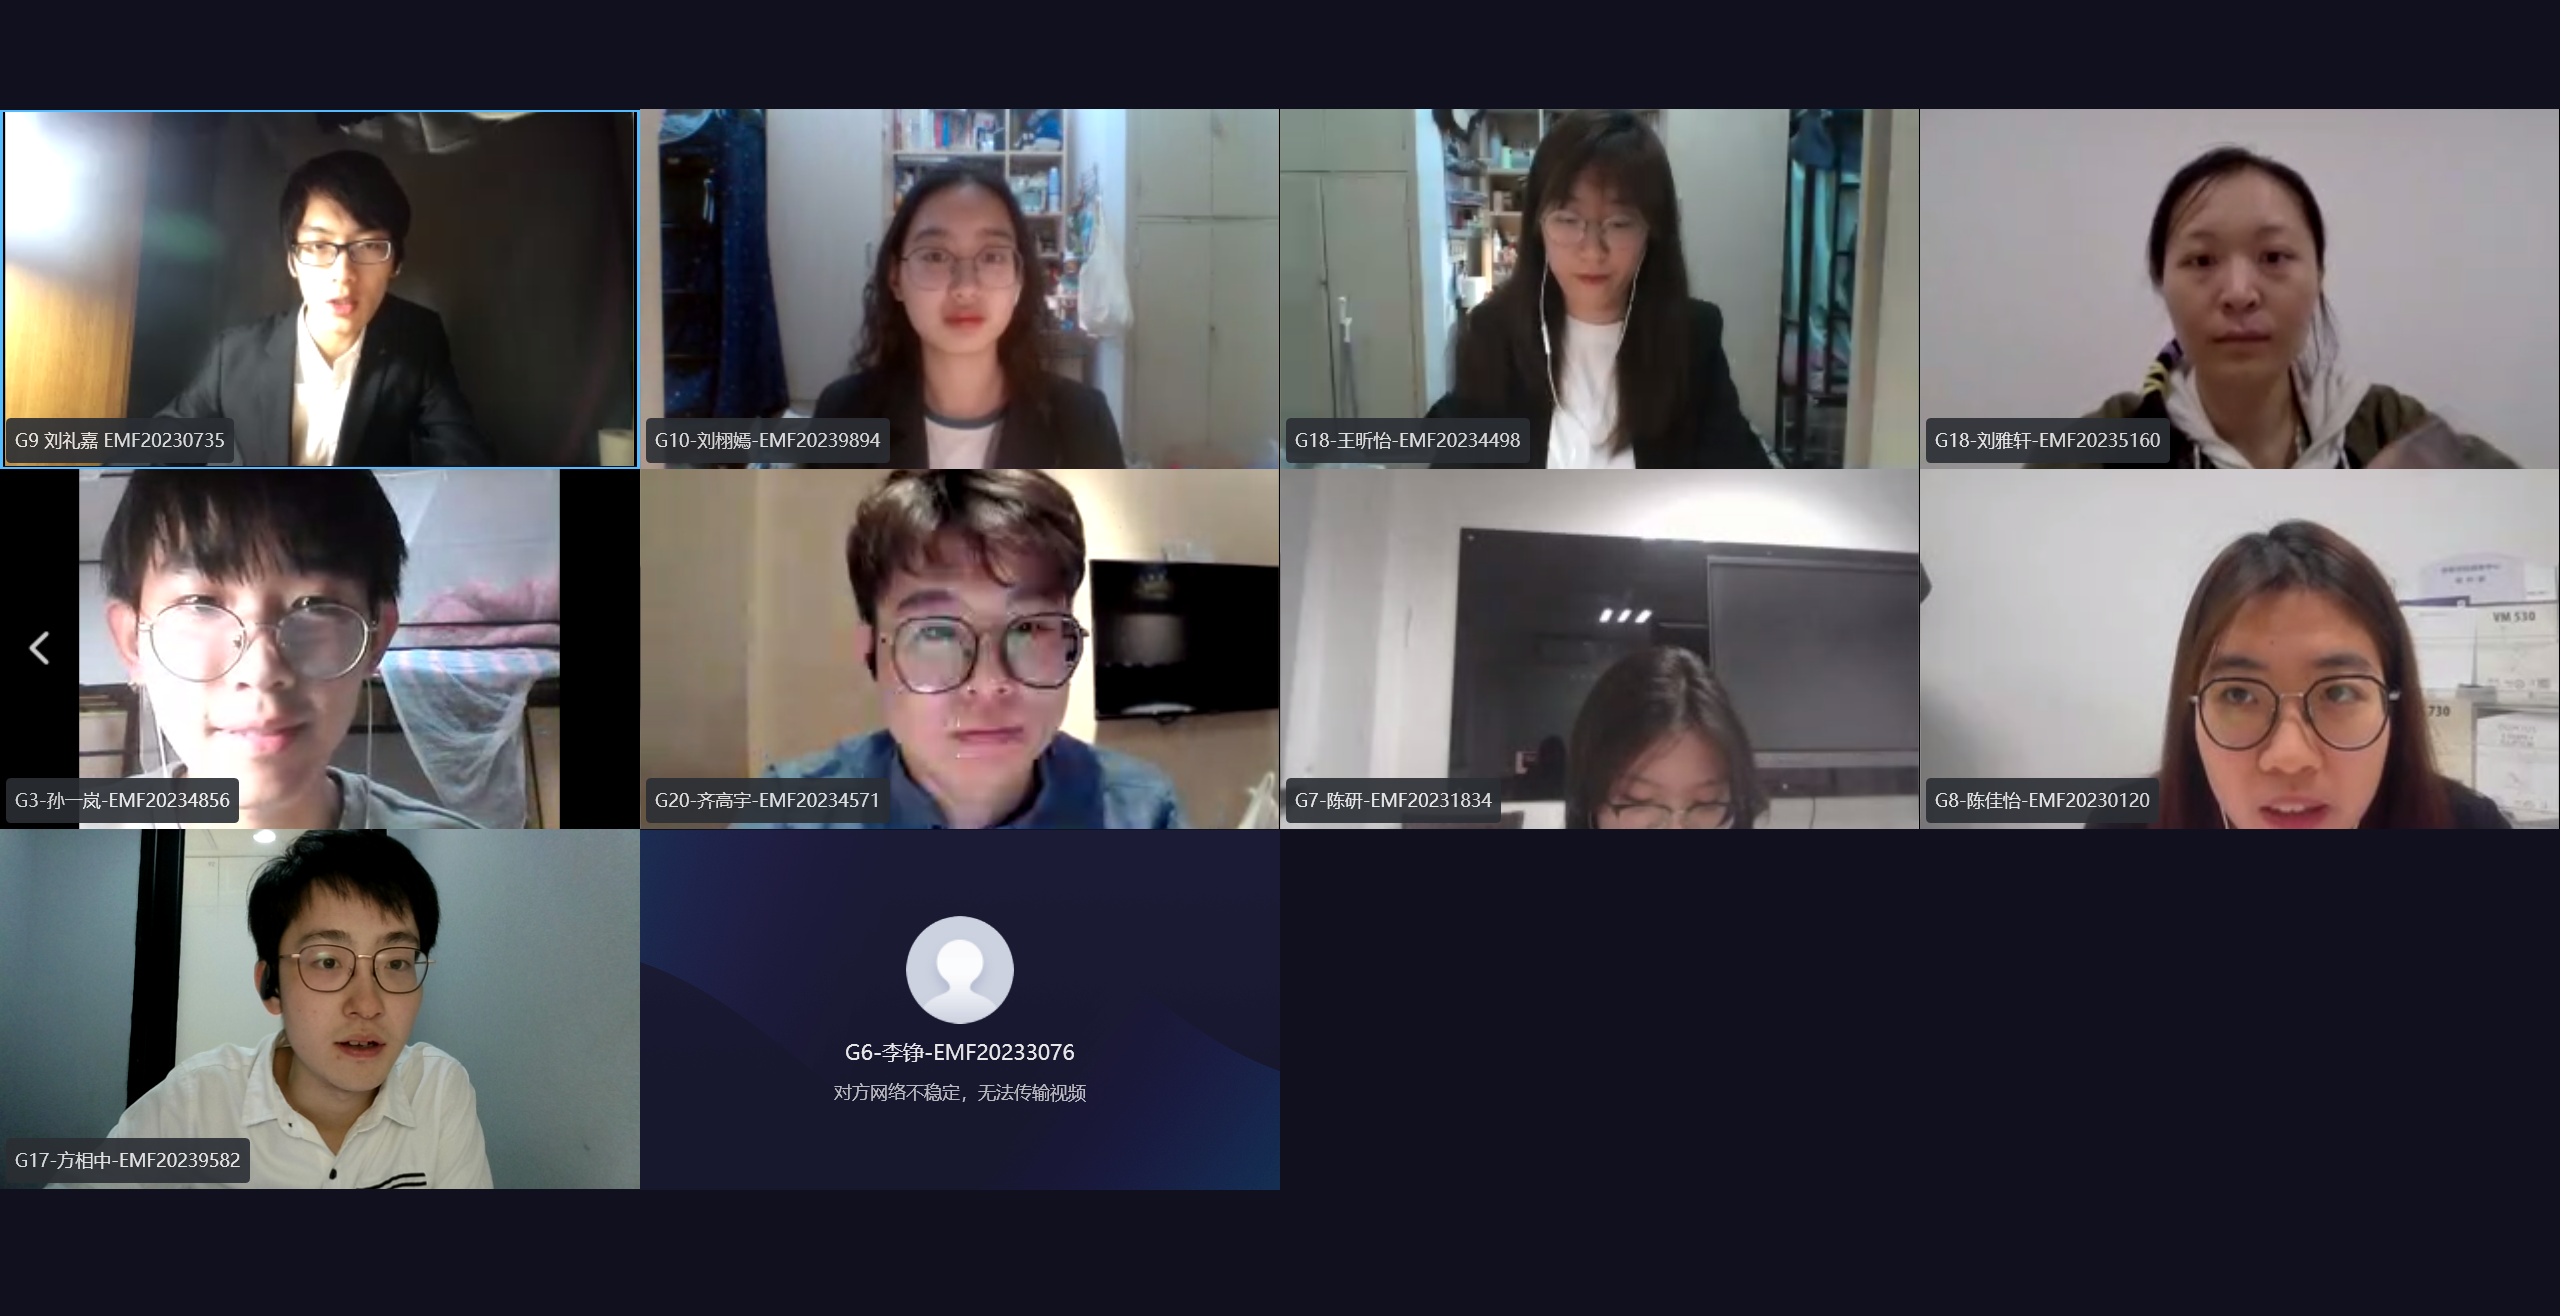 G9 刘礼嘉 EMF20230735
G10-刘栩嫣-EMF20239894
G18-王昕怡-EMF20234498
G18-刘雅轩-EMF20235160
G3-孙一岚-EMF20234856
G20-齐高宇-EMF20234571
G7-陈研-EMF20231834
G8-陈佳怡-EMF20230120
VM 530
730
G17-方相中-EMF20239582
G6-李铮-EMF20233076
对方网络不稳定，无法传输视频